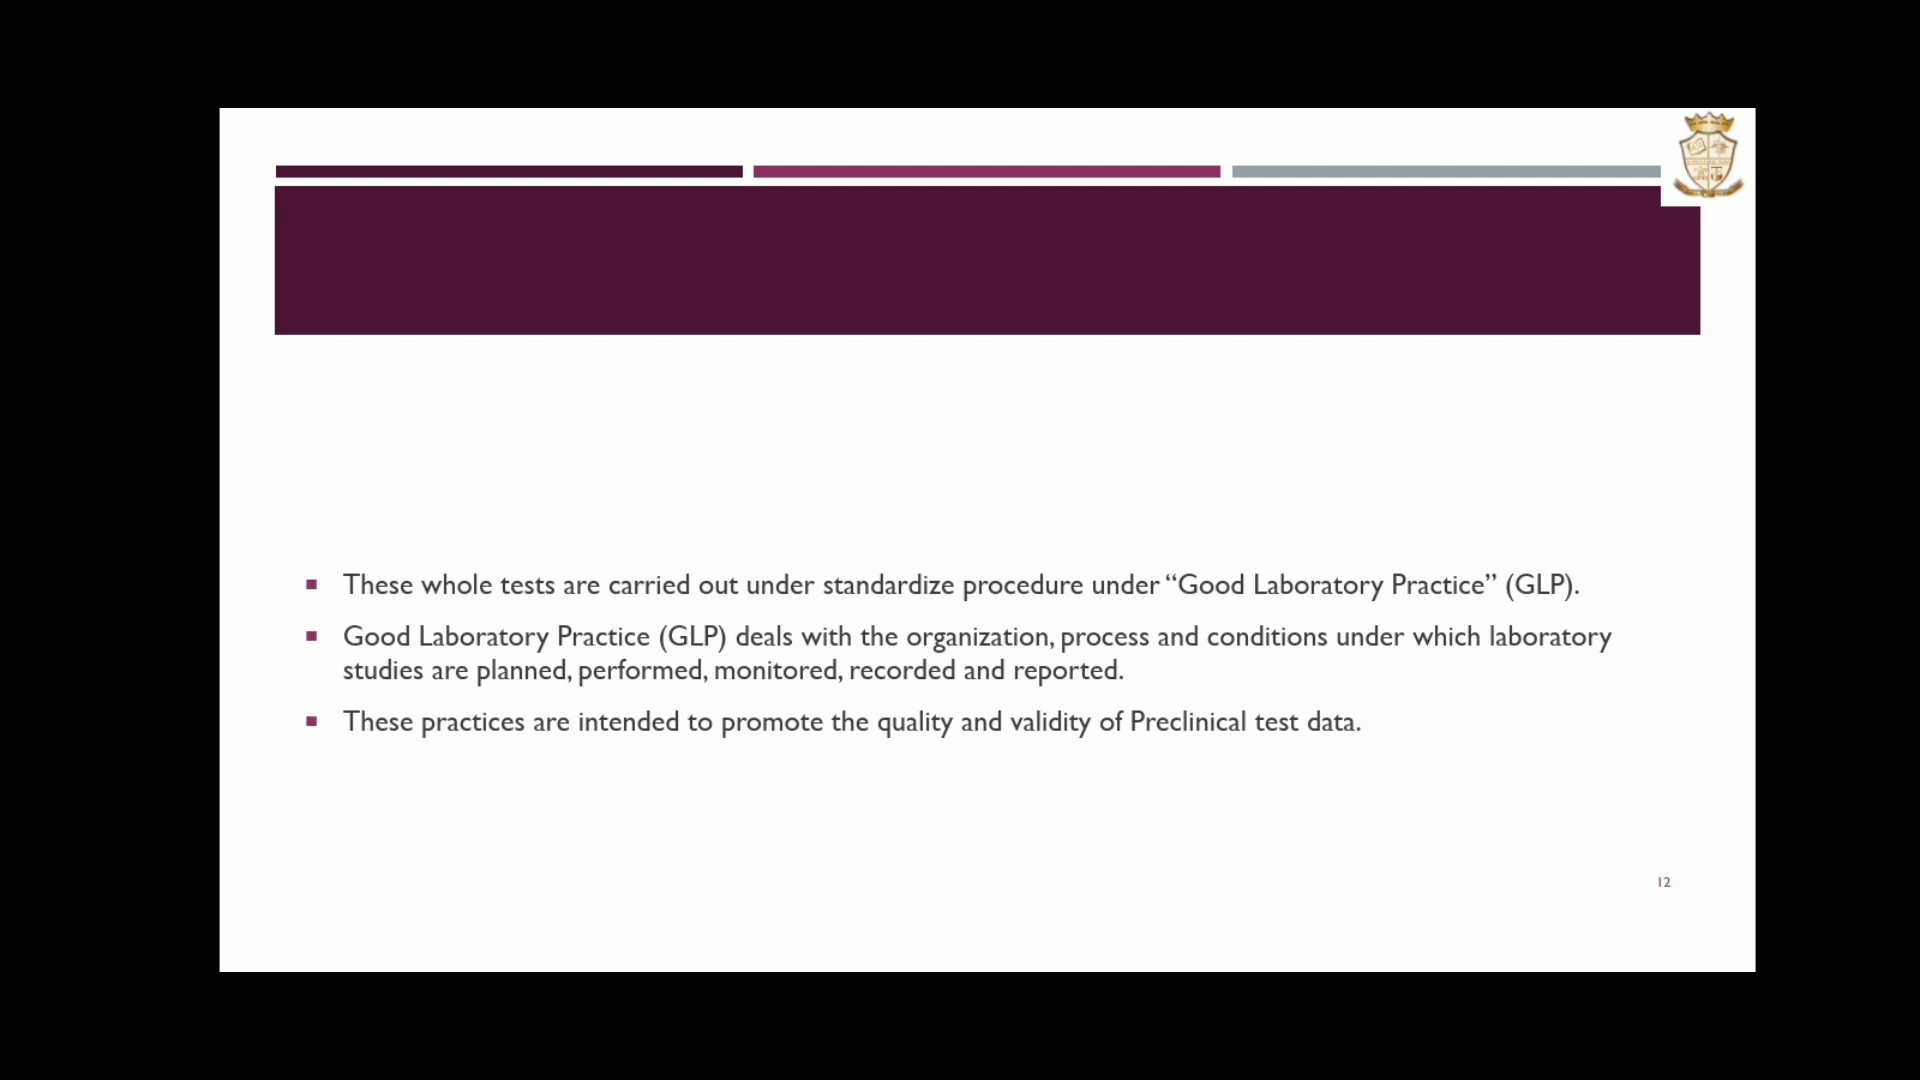 These whole tests are carried out under standardize procedure under “Good Laboratory Practice” (GLP).
Good Laboratory Practice (GLP) deals with the organization, process and conditions under which laboratory
studies are planned, performed, monitored, recorded and reported.
These practices are intended to promote the quality and validity of Preclinical test data.
12